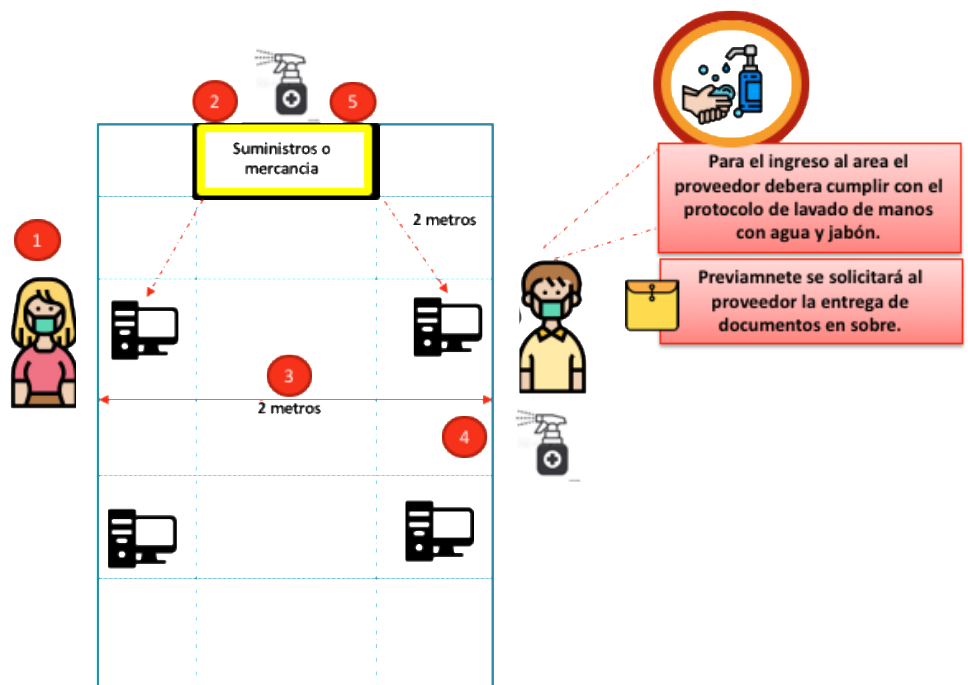 2
5
Suministros o
mercancia
Para el ingreso al area el
proveedor debera cumplir con el
protocolo de lavado de manos
con agua y jabón.
2 metros
1
Previamnete se solicitará al
proveedor la entrega de
documentos en sobre.
3
2 metros
4